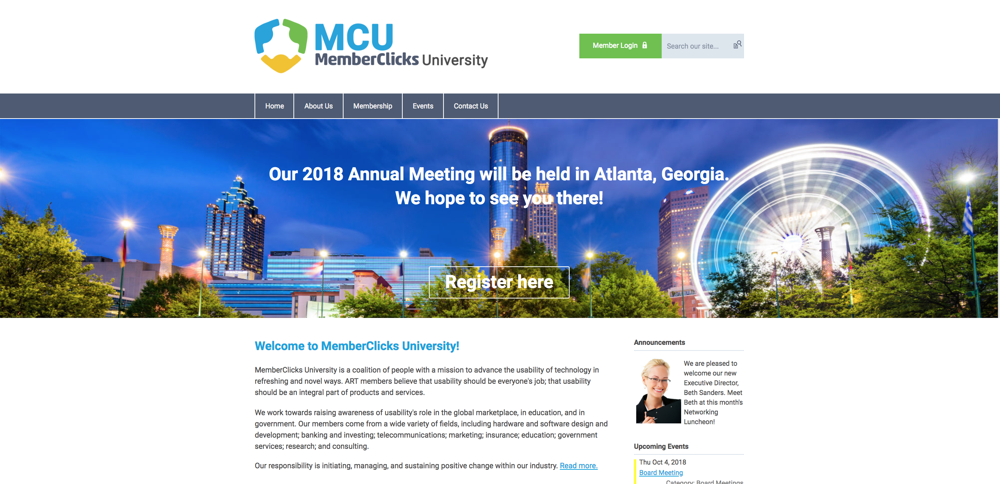 MCU
MemberClicks University
Member Login
Search our site...
Home
About Us
Membership
Events
Contact Us
Our 2018 Annual Meeting will be held in Atlanta, Georgia.
We hope to see you there!
Register here
Welcome to MemberClicks University!
MemberClicks University is a coalition of people with a mission to advance the usability of technology in
refreshing and novel ways. ART members believe that usability should be everyone's job; that usability
should be an integral part of products and services.
We work towards raising awareness of usability's role in the global marketplace, in education, and in
government. Our members come from a wide variety of fields, including hardware and software design and
development; banking and investing; telecommunications; marketing; insurance; education; government
services; research; and consulting.
Our responsibility is initiating, managing, and sustaining positive change within our industry. Read more.
Announcements
We are pleased to
welcome our new
Executive Director,
Beth Sanders. Meet
Beth at this month's
Networking
Luncheon!
Upcoming Events
Thu Oct 4, 2018
Board Meeting
Category: Board Meetings